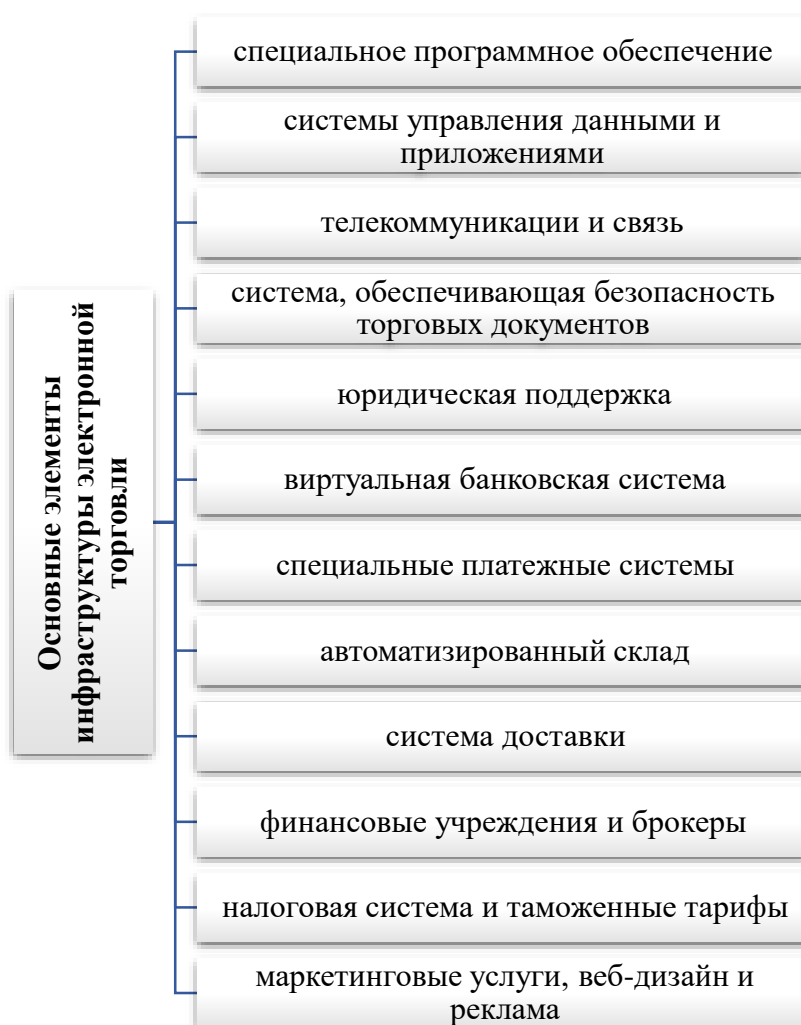 Основные элементы
инфраструктуры электронной
торговли
специальное программное обеспечение
системы управления данными и
приложениями
телекоммуникации и связь
система, обеспечивающая безопасность
торговых документов
юридическая поддержка
виртуальная банковская система
специальные платежные системы
автоматизированный склад
система доставки
финансовые учреждения и брокеры
налоговая система и таможенные тарифы
маркетинговые услуги, веб-дизайн и
реклама